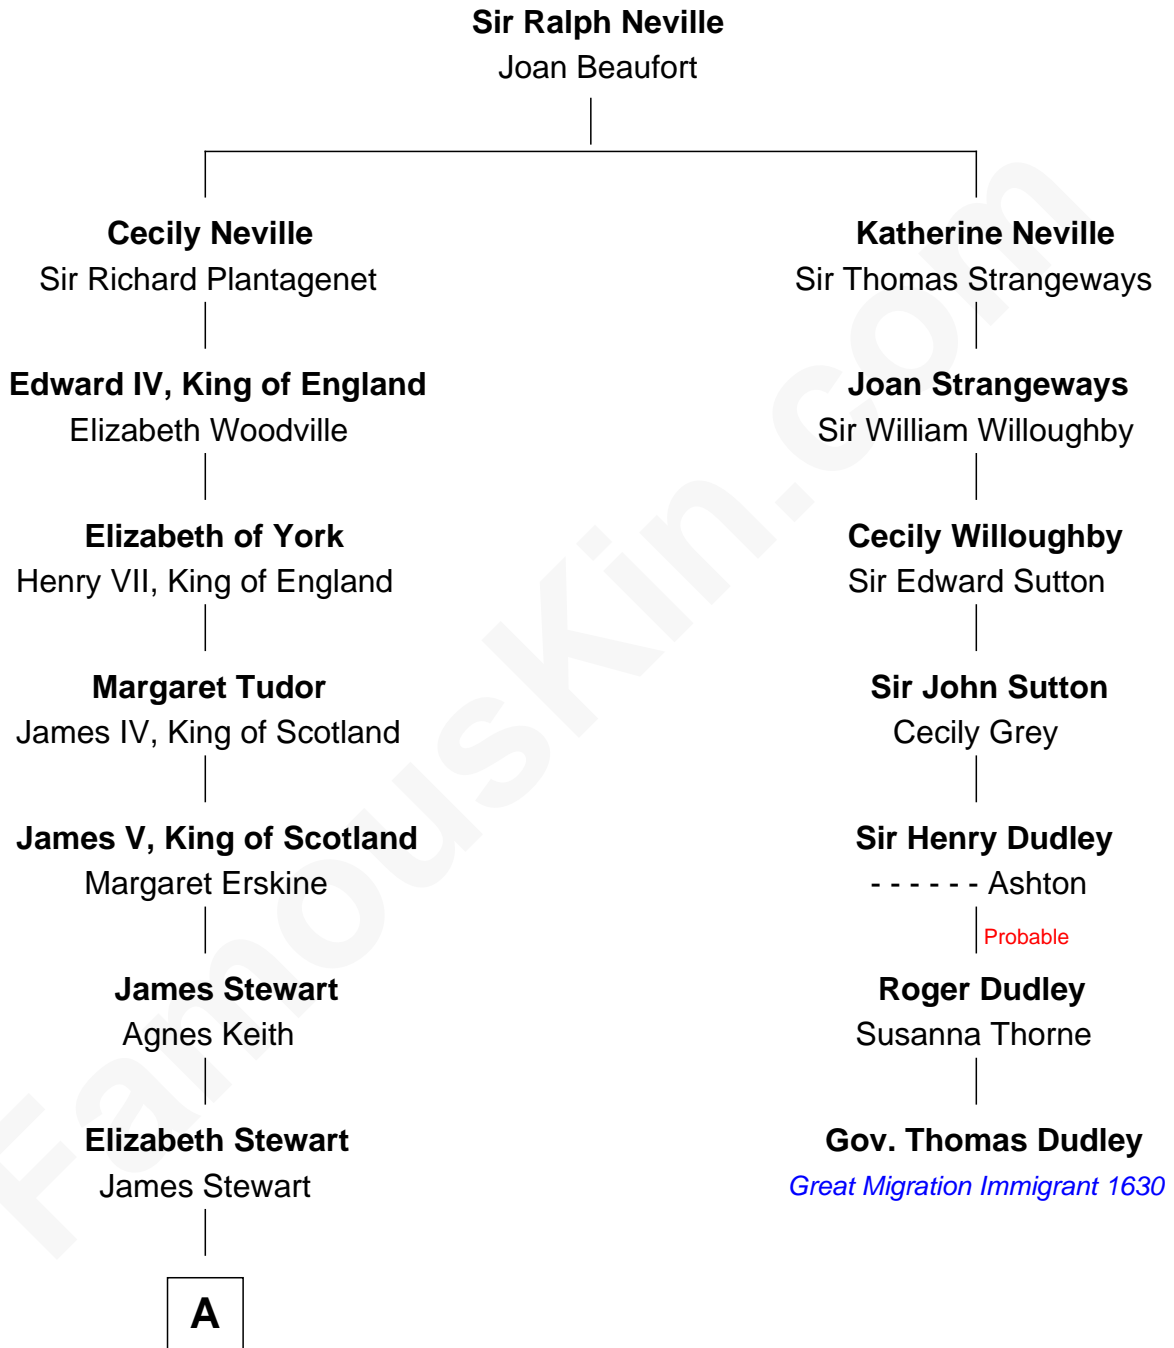 Sir Ralph Neville
Joan Beaufort
Cecily Neville
Sir Richard Plantagenet
Katherine Neville
Sir Thomas Strangeways
Edward IV, King of England
Elizabeth Woodville
Joan Strangeways
Sir William Willoughby
Elizabeth of York
Henry VII, King of England
Cecily Willoughby
Sir Edward Sutton
Margaret Tudor
James IV, King of Scotland
Sir John Sutton
Cecily Grey
James V, King of Scotland
Margaret Erskine
Sir Henry Dudley
- - - - - - Ashton
Probable
James Stewart
Agnes Keith
Roger Dudley
Susanna Thorne
Elizabeth Stewart
James Stewart
Gov. Thomas Dudley
Great Migration Immigrant 1630
A
FamousKin.com